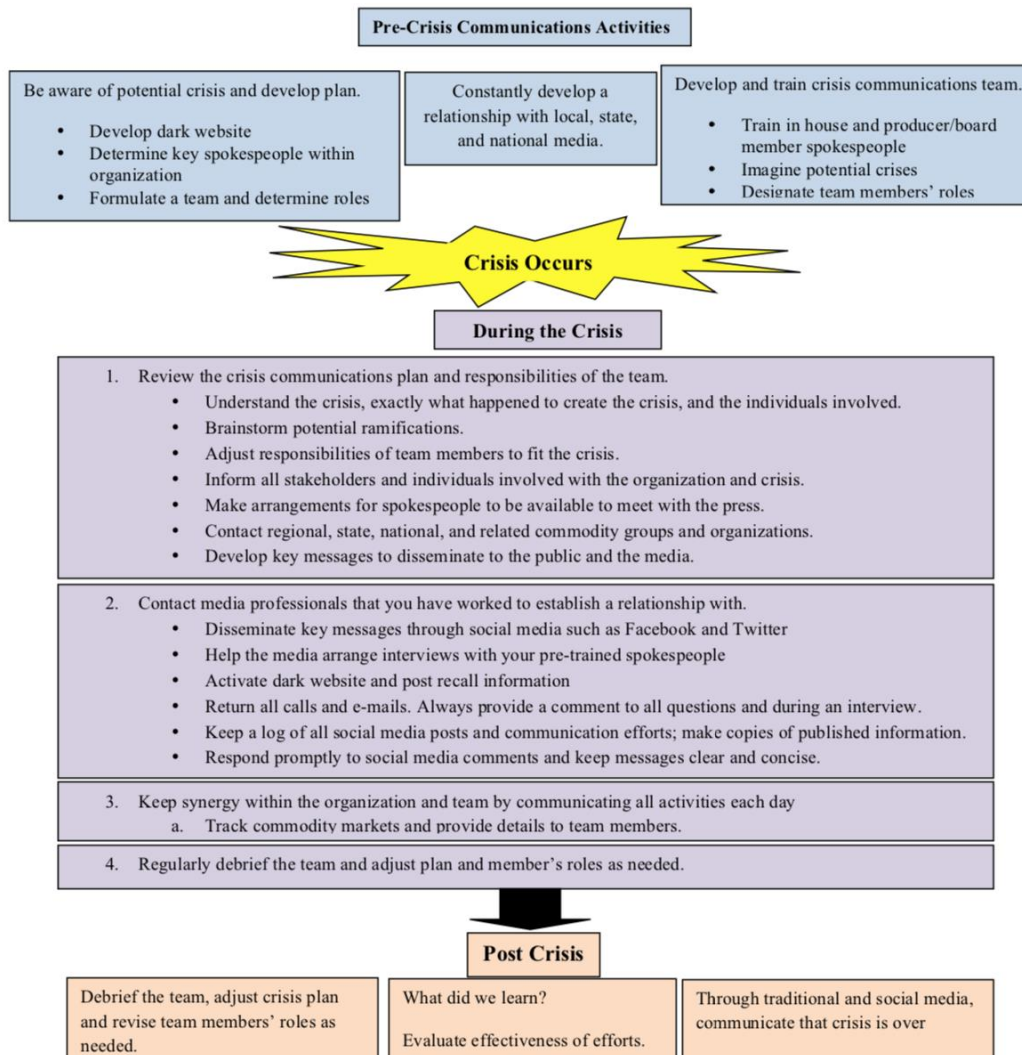 Pre-Crisis Communications Activities
Be aware of potential crisis and develop plan.
• Develop dark website
• Determine key spokespeople within
organization
• Formulate a team and determine roles
Constantly develop a
relationship with local, state,
and national media.
Develop and train crisis communications team.
• Train in house and producer/board
member spokespeople
• Imagine potential crises
• Designate team members' roles
Crisis Occurs
During the Crisis
1. Review the crisis communications plan and responsibilities of the team.
• Understand the crisis, exactly what happened to create the crisis, and the individuals involved.
• Brainstorm potential ramifications.
• Adjust responsibilities of team members to fit the crisis.
• Inform all stakeholders and individuals involved with the organization and crisis.
• Make arrangements for spokespeople to be available to meet with the press.
• Contact regional, state, national, and related commodity groups and organizations.
• Develop key messages to disseminate to the public and the media.
2. Contact media professionals that you have worked to establish a relationship with.
• Disseminate key messages through social media such as Facebook and Twitter
• Help the media arrange interviews with your pre-trained spokespeople
• Activate dark website and post recall information
• Return all calls and e-mails. Always provide a comment to all questions and during an interview.
• Keep a log of all social media posts and communication efforts; make copies of published information.
• Respond promptly to social media comments and keep messages clear and concise.
3. Keep synergy within the organization and team by communicating all activities each day
a. Track commodity markets and provide details to team members.
4. Regularly debrief the team and adjust plan and member's roles as needed.
Post Crisis
Debrief the team, adjust crisis plan
and revise team members' roles as
needed.
What did we learn?
Evaluate effectiveness of efforts.
Through traditional and social media,
communicate that crisis is over